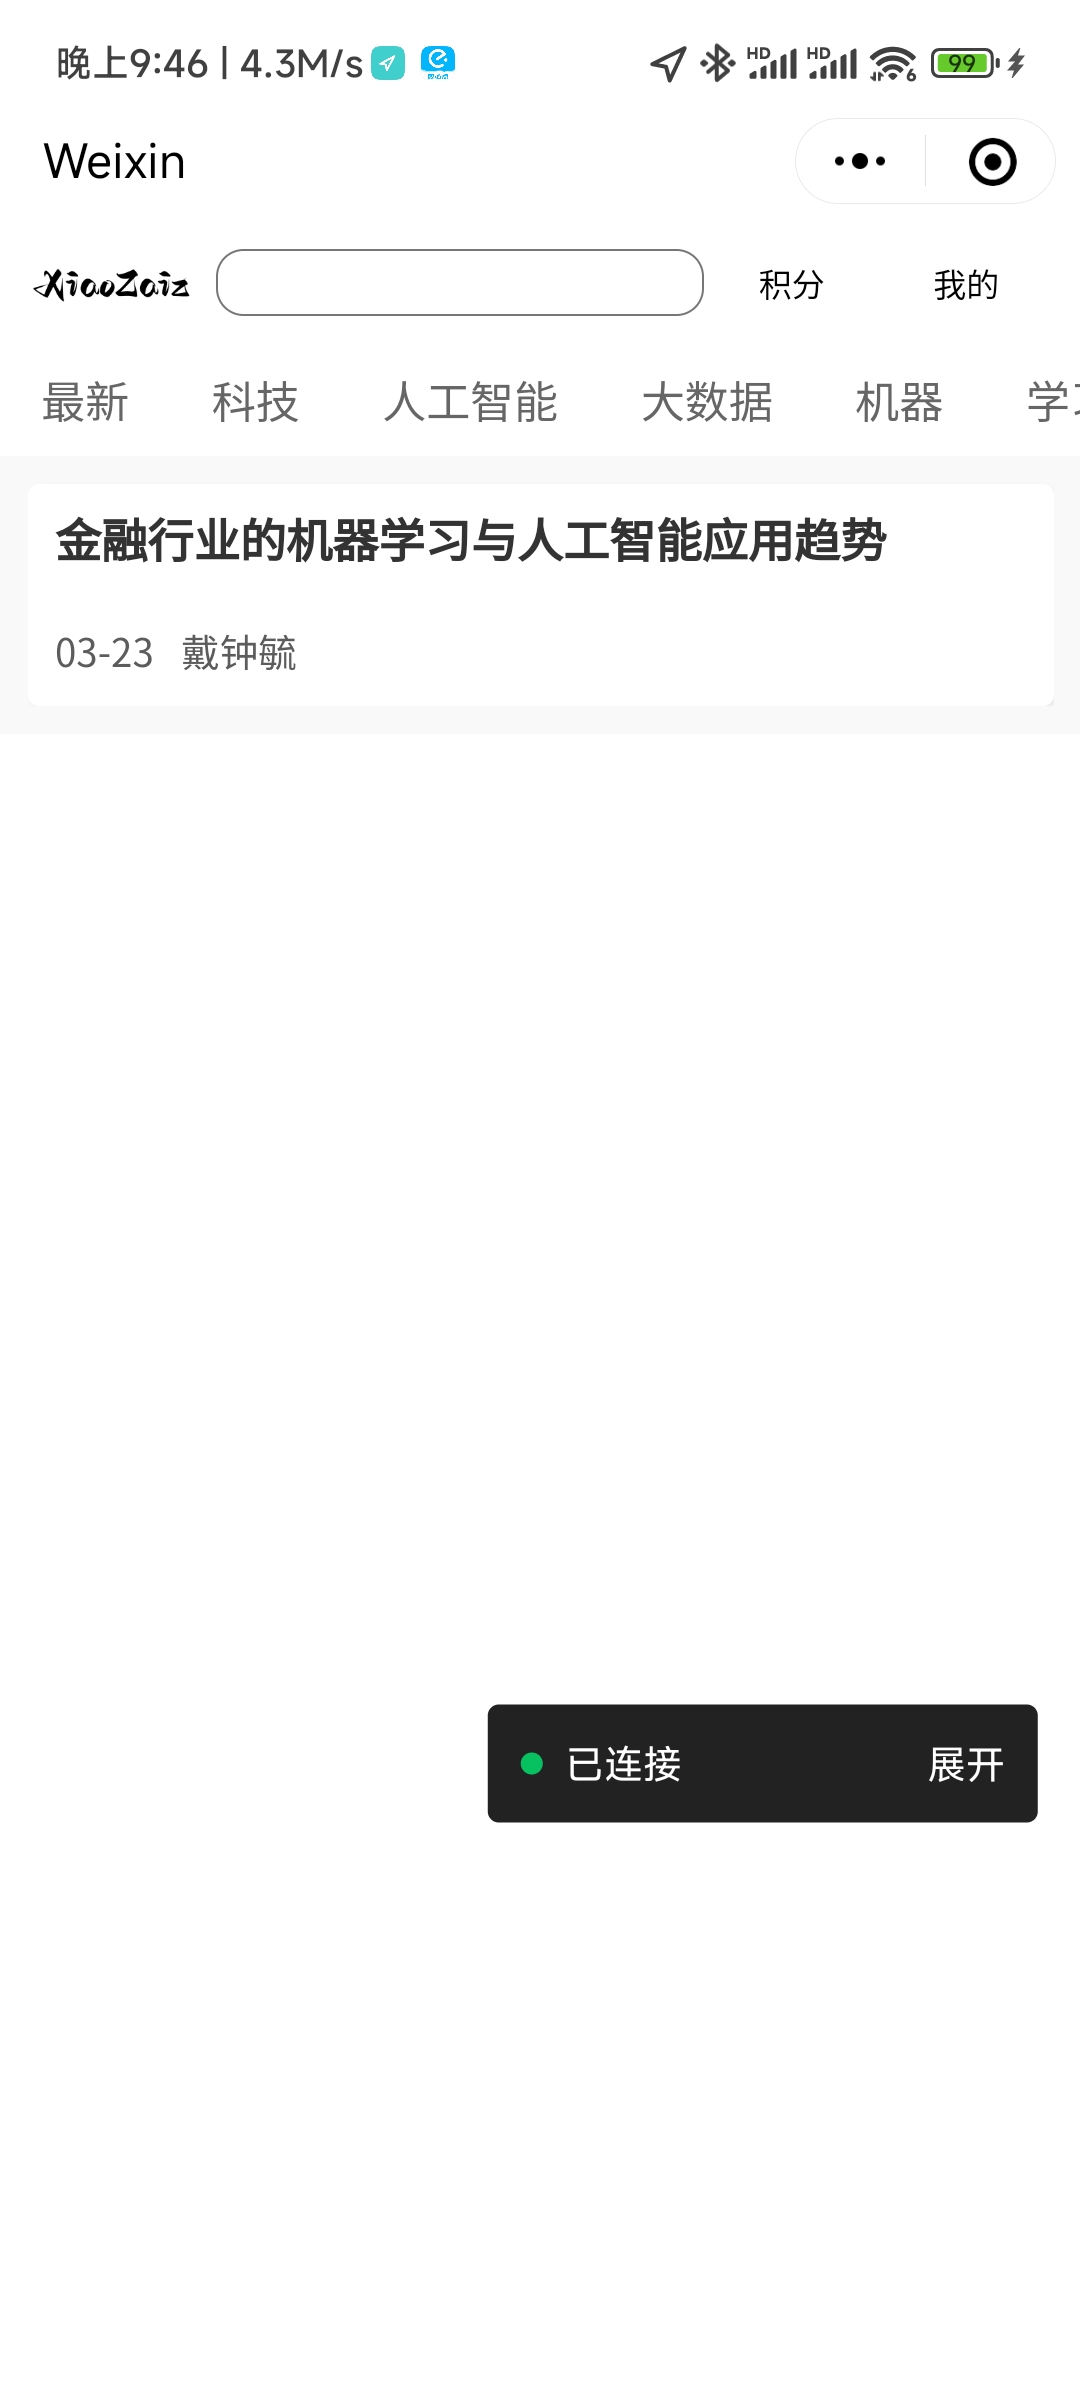 晚上9:46 | 4.3M/s HD HD 6 99
Weixin
XiaoZaiz 积分 我的
最新 科技 人工智能 大数据 机器 学
金融行业的机器学习与人工智能应用趋势
03-23 戴钟毓
已连接 展开